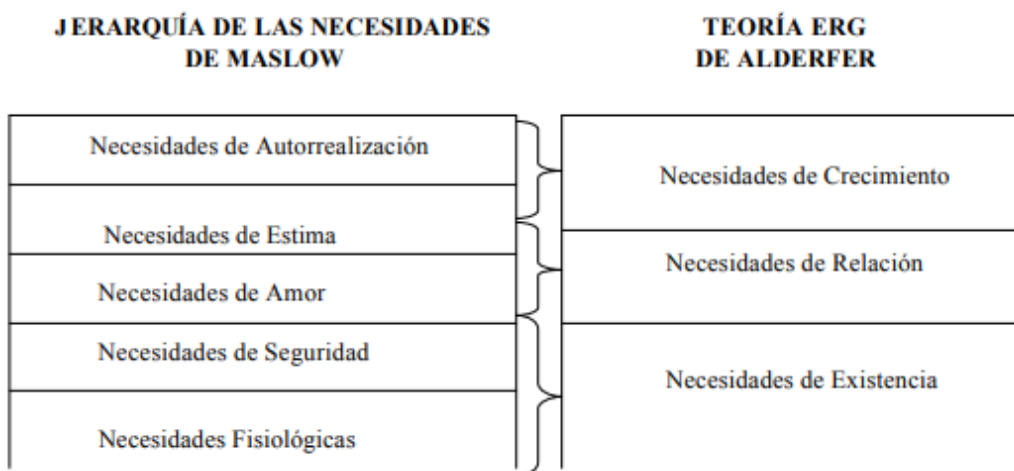 JERARQUÍA DE LAS NECESIDADES
DE MASLOW
TEORÍA ERG
DE ALDERFER
Necesidades de Autorrealización
Necesidades de Estima
Necesidades de Amor
Necesidades de Seguridad
Necesidades Fisiológicas
Necesidades de Crecimiento
Necesidades de Relación
Necesidades de Existencia